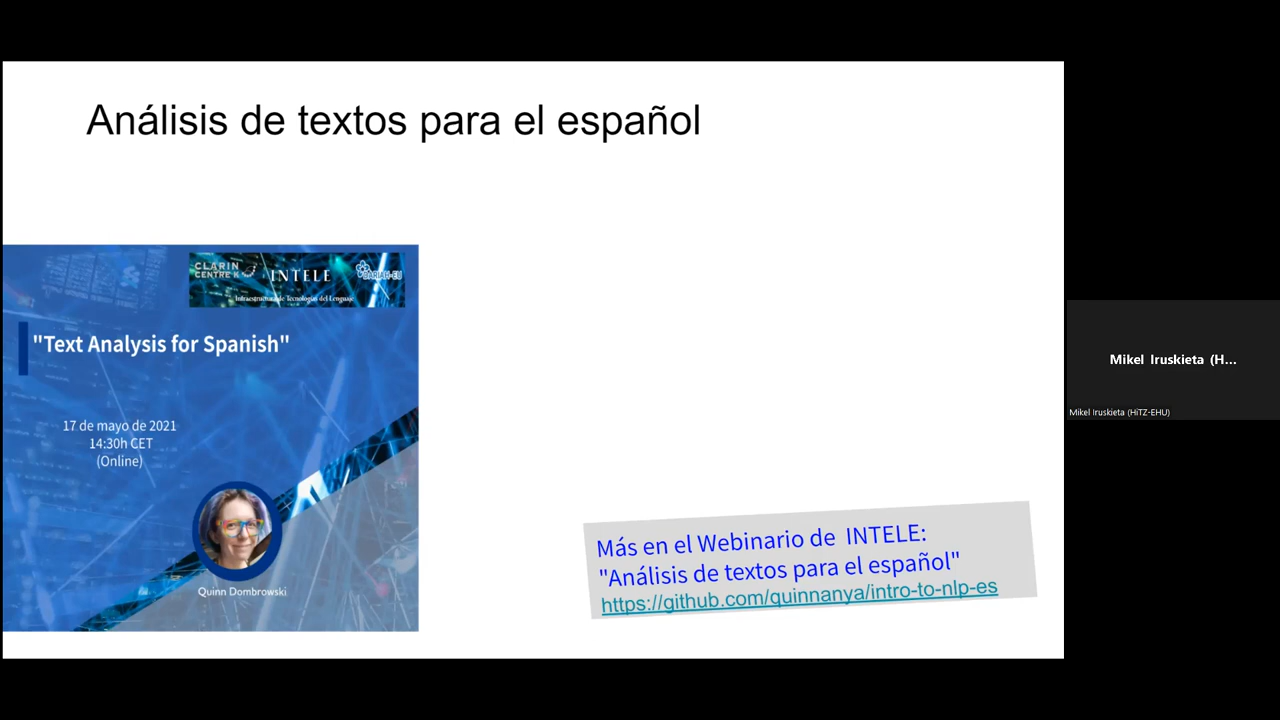 Análisis de textos para el español
CLARIN
CENTRE K
INTELE
DARIAH-EU
Infraestructura de Tecnologías del Lenguaje
"Text Analysis for Spanish"
17 de mayo de 2021
14:30h CET
(Online)
Quinn Dombrowski
Más en el Webinario de INTELE:
"Análisis de textos para el español"
https://github.com/quinnanya/intro-to-nlp-es
Mikel Iruskieta (H...
Mikel Iruskieta (HiTZ-EHU)